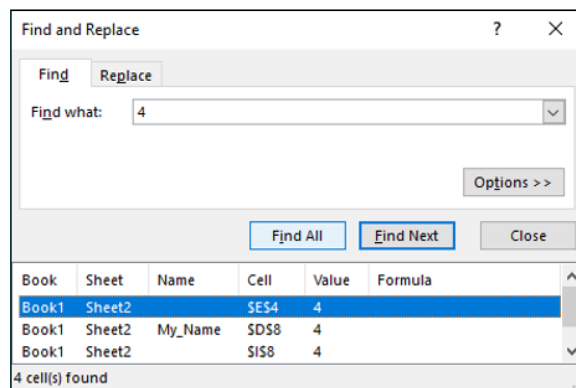 Find and Replace ? ×
Find Replace
Find what: 4
Options >>
Find All Find Next Close
Book Sheet Name Cell Value Formula
Book1 Sheet2 $E$4 4
Book1 Sheet2 My_Name $D$8 4
Book1 Sheet2 $I$8 4
4 cell(s) found